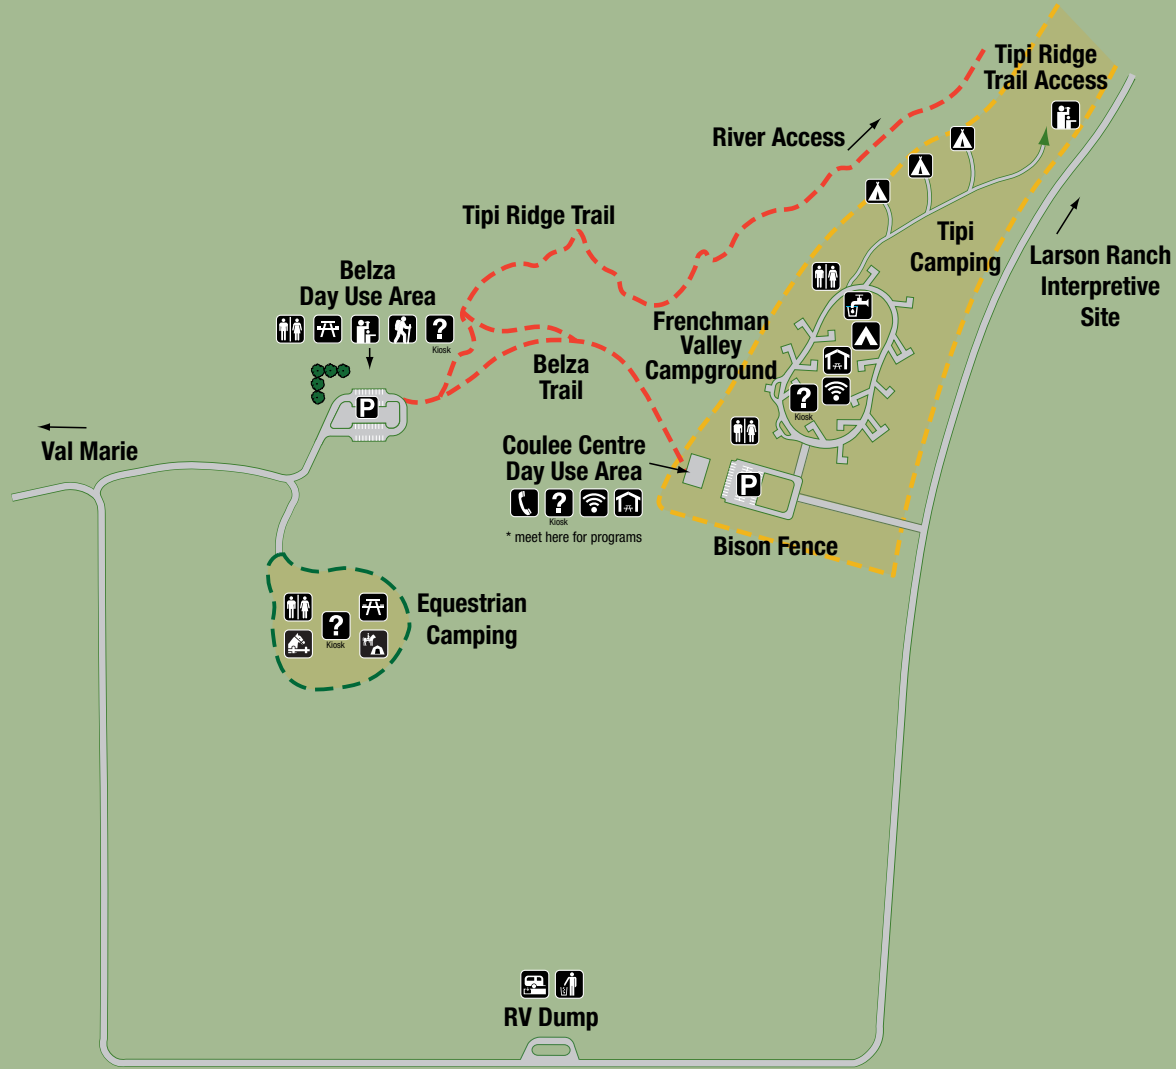 Tipi Ridge
Trail Access
River Access
Tipi Ridge Trail
Tipi
Camping
Larson Ranch
Interpretive
Site
Belza
Day Use Area
?
Kiosk
Frenchman
Valley
Campground
Belza
Trail
?
Kiosk
P
Val Marie
Coulee Centre
Day Use Area
P
?
Kiosk
* meet here for programs
Bison Fence
Equestrian
Camping
?
Kiosk
RV Dump